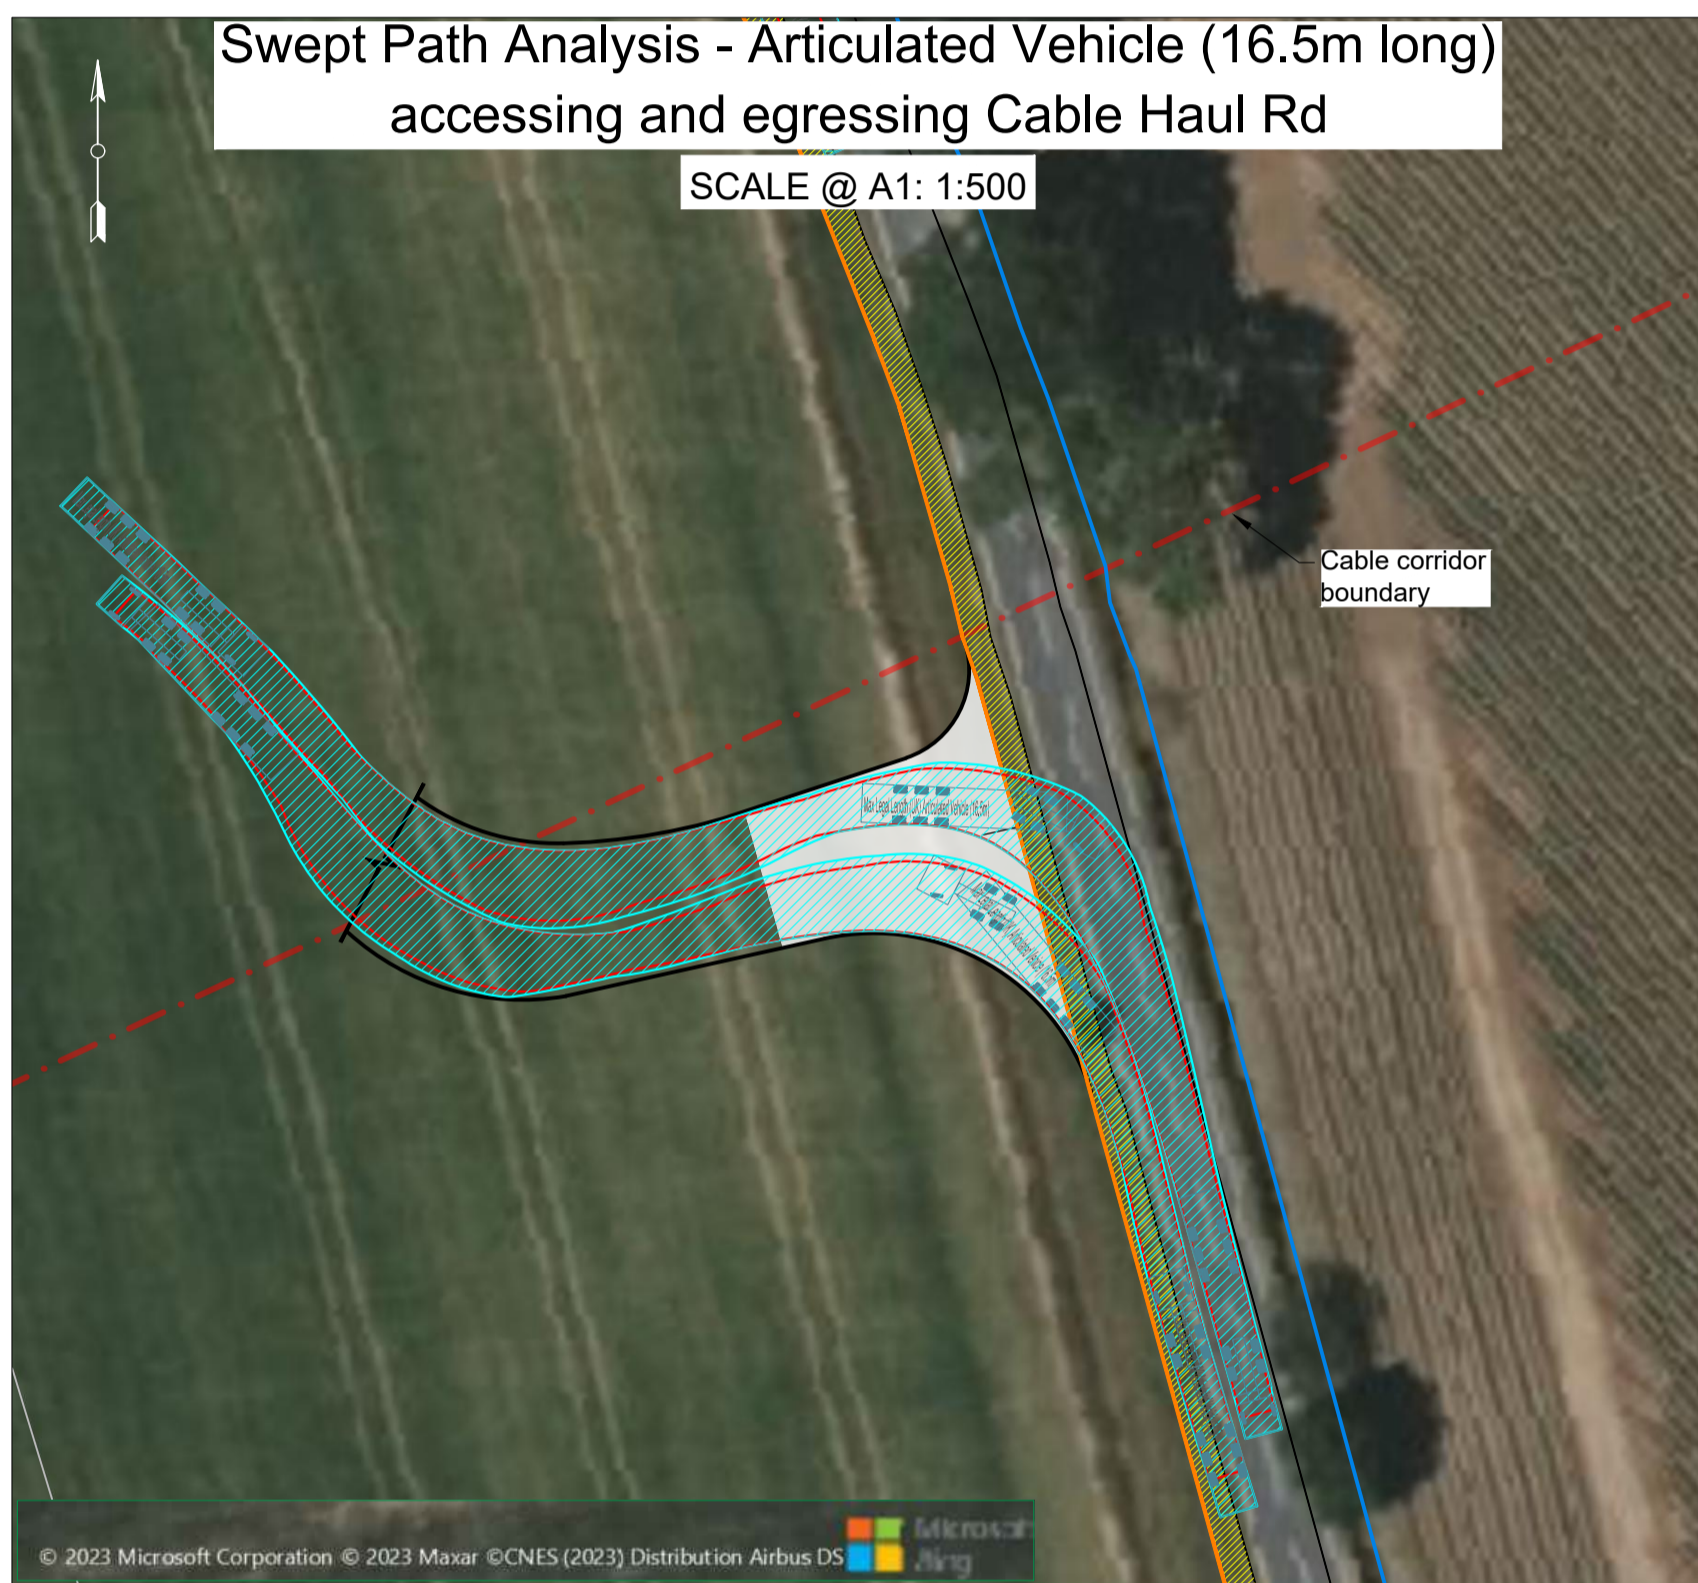 Swept Path Analysis - Articulated Vehicle (16.5m long)
accessing and egressing Cable Haul Rd
SCALE @ A1: 1:500
Cable corridor
boundary
Max Legal Length (UK) Articulated Vehicle (16.5m)
© 2023 Microsoft Corporation © 2023 Maxar ©CNES (2023) Distribution Airbus DS
Microsoft
Bing